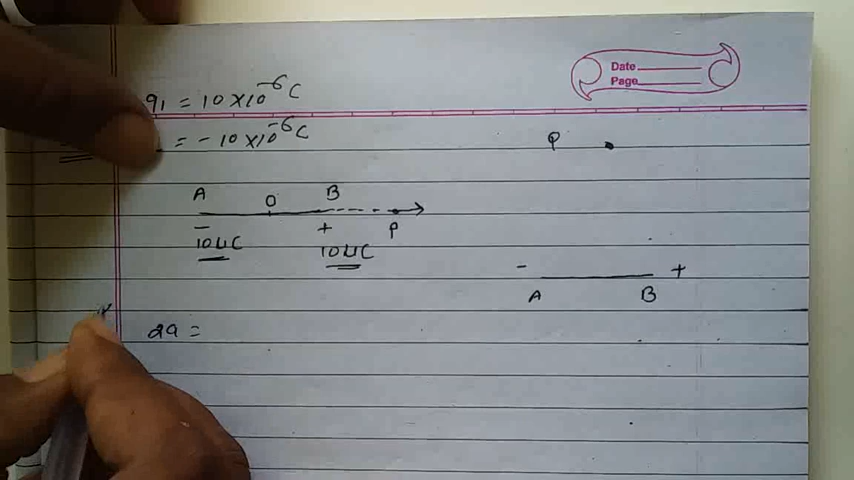 Date
Page
q1 = 10 × 10^-6 C
= - 10 × 10^-6 C
P
A O B
- + P
10μC 10μC
- +
A B
2a =